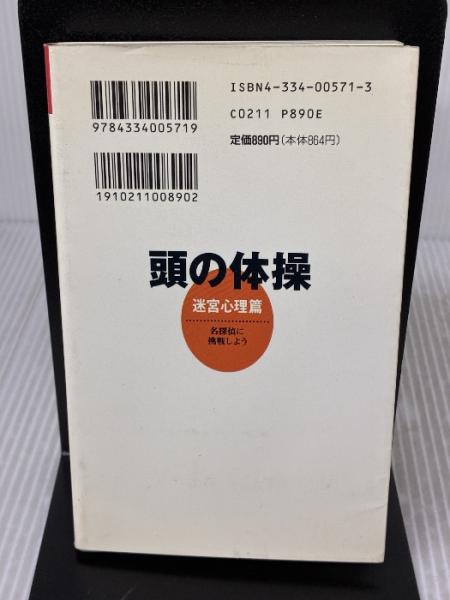 ISBN4-334-00571-3
9784334005719
C0211 P890E
定価890円(本体864円)
1910211008902
頭の体操
迷宮心理篇
名探偵に
挑戦しよう